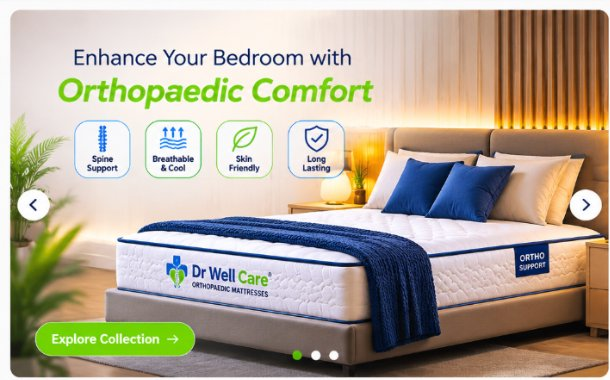 Enhance Your Bedroom with
Orthopaedic Comfort
Spine
Support
Breathable
& Cool
Skin
Friendly
Long
Lasting
Dr Well Care®
ORTHOPAEDIC MATTRESSES
ORTHO
SUPPORT
Explore Collection →